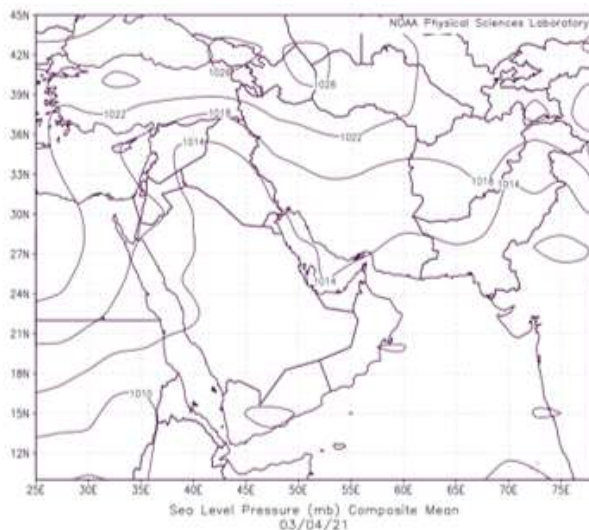 NOAA Physical Sciences Laboratory
45N
42N
39N
36N
33N
30N
27N
24N
21N
18N
15N
12N
1026
1026
1022
1018
1022
1014
1018
1014
1014
1010
25E 30E 35E 40E 45E 50E 55E 60E 65E 70E 75E
Sea Level Pressure (mb) Composite Mean
03/04/21